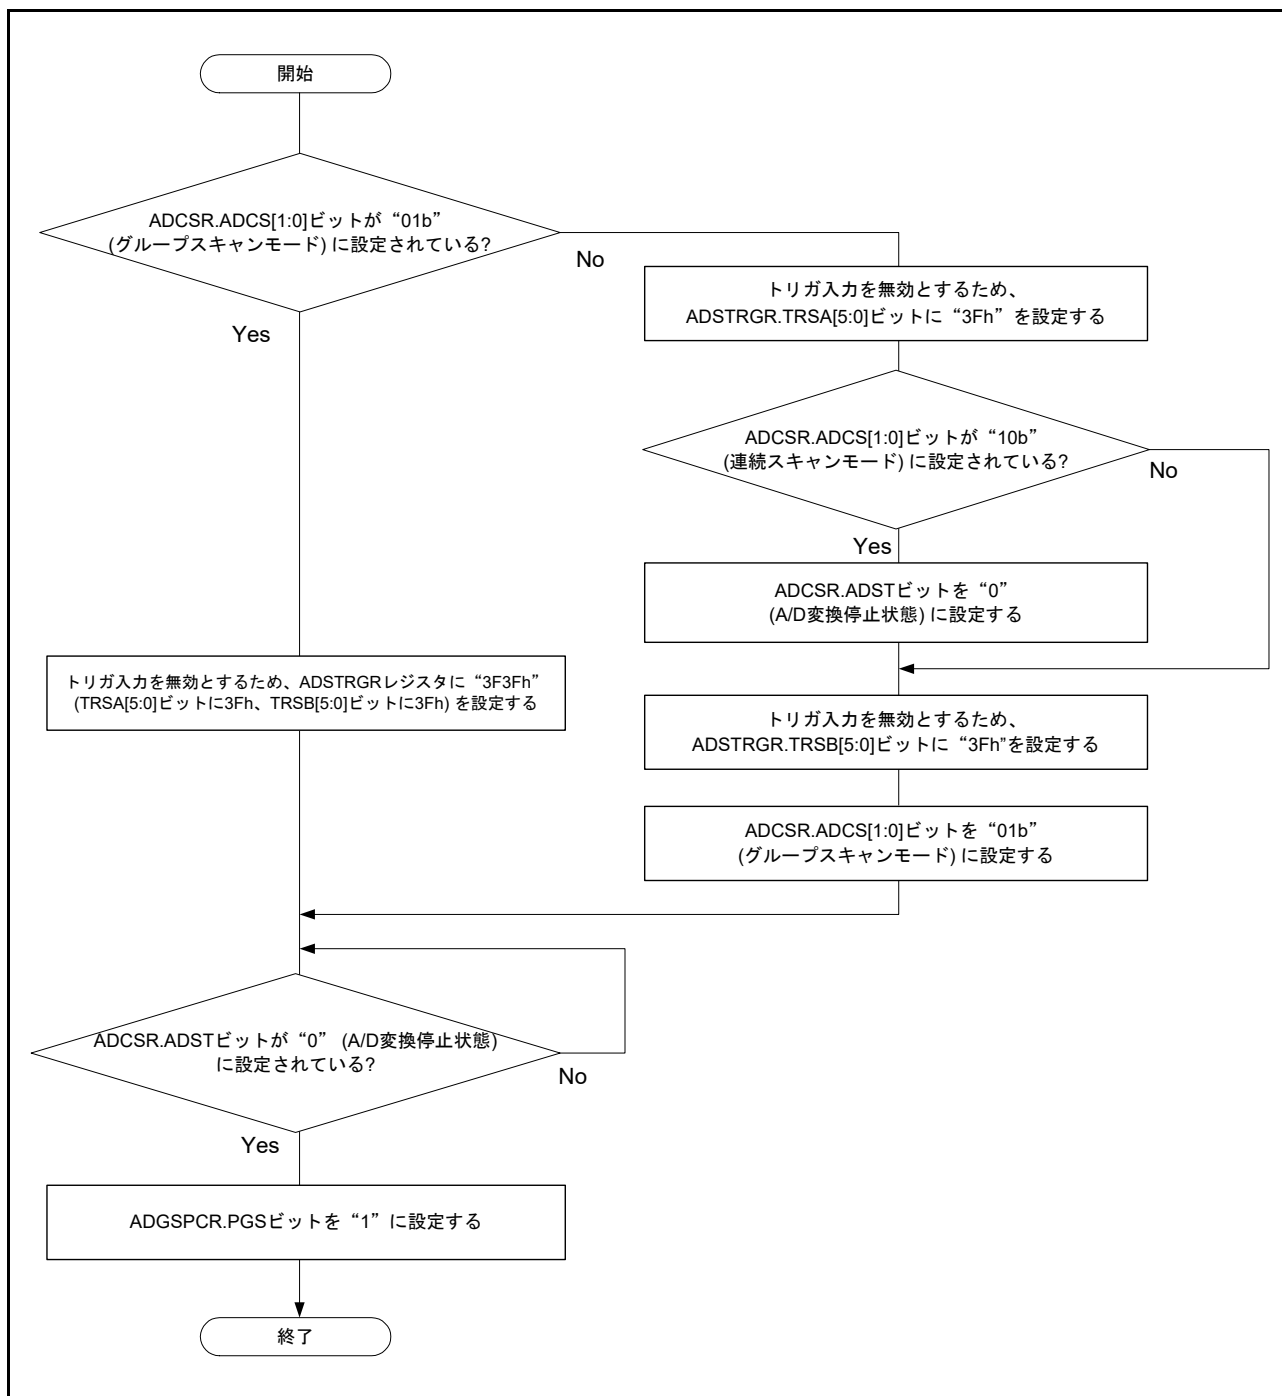 開始
ADCSR.ADCS[1:0]ビットが“01b”
(グループスキャンモード) に設定されている?
No
Yes
トリガ入力を無効とするため、
ADSTRGR.TRSA[5:0]ビットに“3Fh”を設定する
ADCSR.ADCS[1:0]ビットが“10b”
(連続スキャンモード) に設定されている?
No
Yes
ADCSR.ADSTビットを“0”
(A/D変換停止状態) に設定する
トリガ入力を無効とするため、ADSTRGRレジスタに“3F3Fh”
(TRSA[5:0]ビットに3Fh、TRSB[5:0]ビットに3Fh) を設定する
トリガ入力を無効とするため、
ADSTRGR.TRSB[5:0]ビットに“3Fh”を設定する
ADCSR.ADCS[1:0]ビットを“01b”
(グループスキャンモード) に設定する
ADCSR.ADSTビットが“0” (A/D変換停止状態)
に設定されている?
No
Yes
ADGSPCR.PGSビットを“1”に設定する
終了